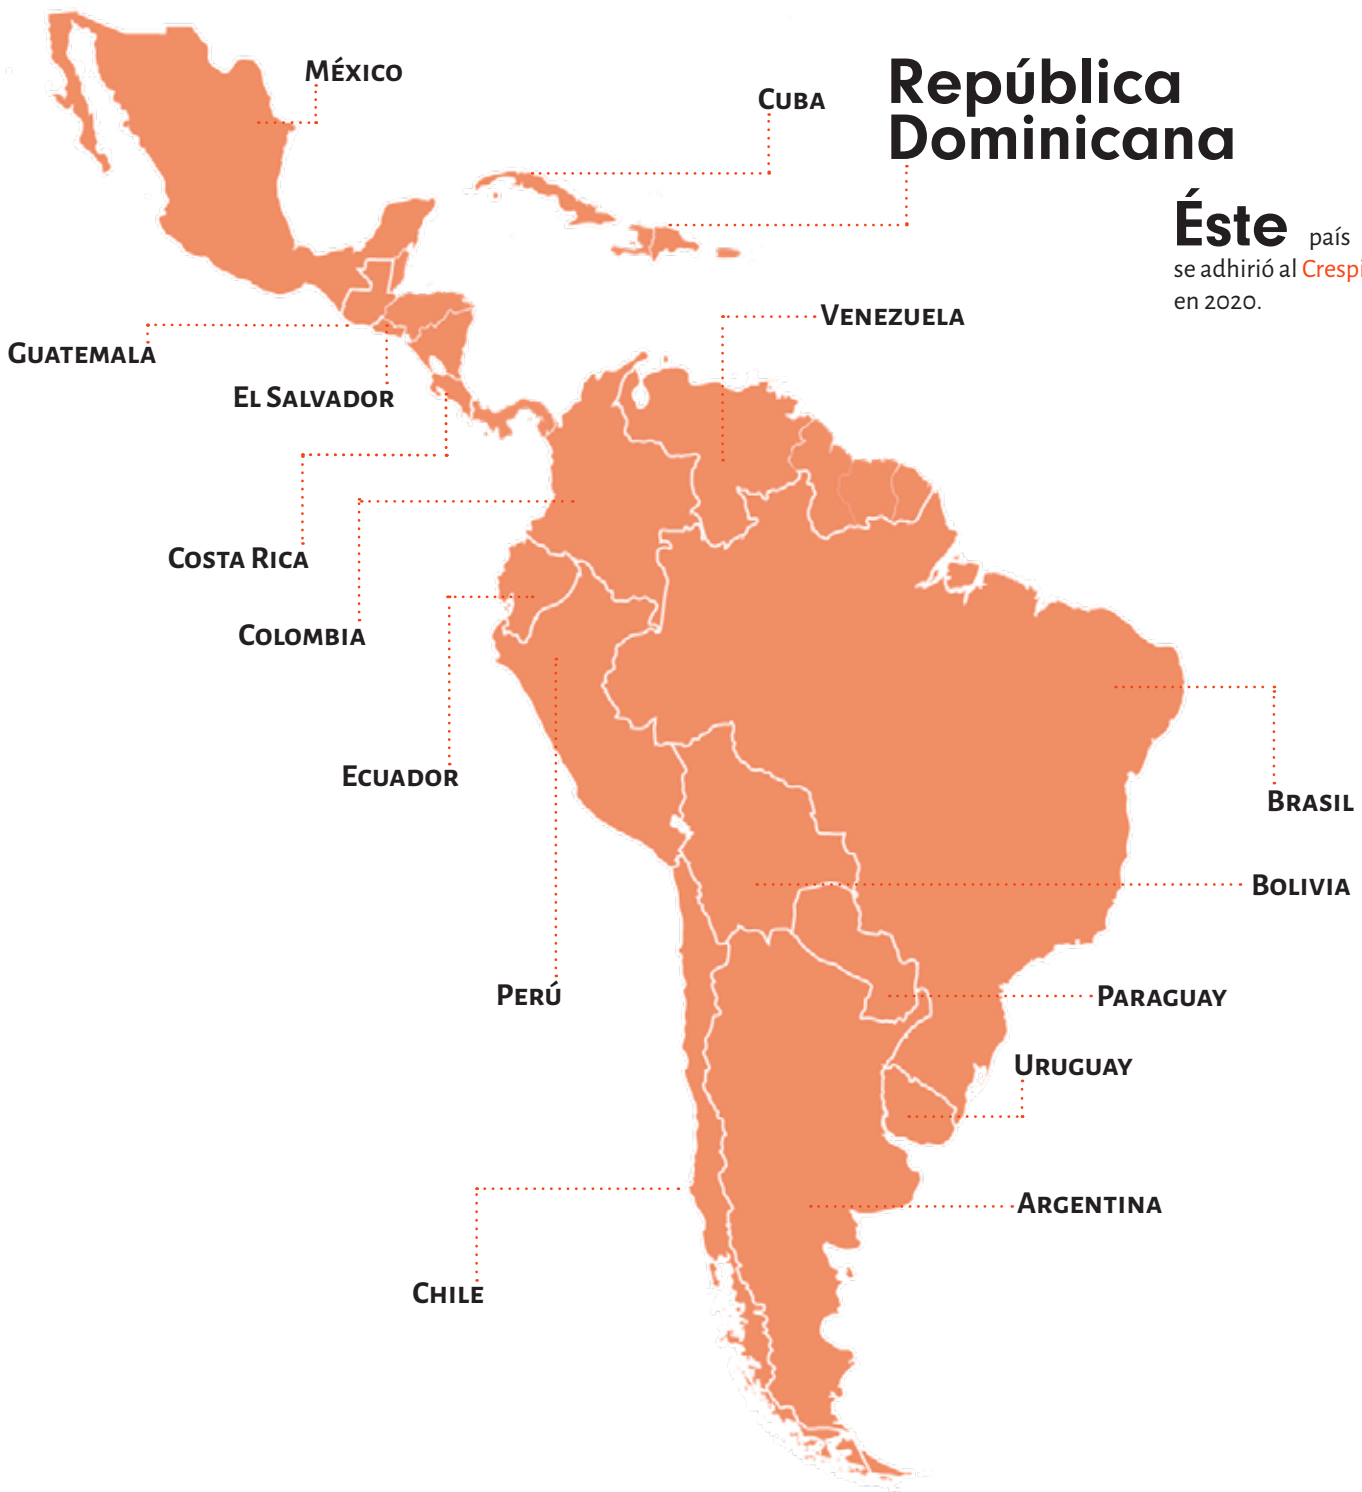 MÉXICO
CUBA
República
Dominicana
Éste país
se adhirió al
en 2020.
VENEZUELA
GUATEMALA
EL SALVADOR
COSTA RICA
COLOMBIA
ECUADOR
BRASIL
BOLIVIA
PERÚ
PARAGUAY
URUGUAY
ARGENTINA
CHILE